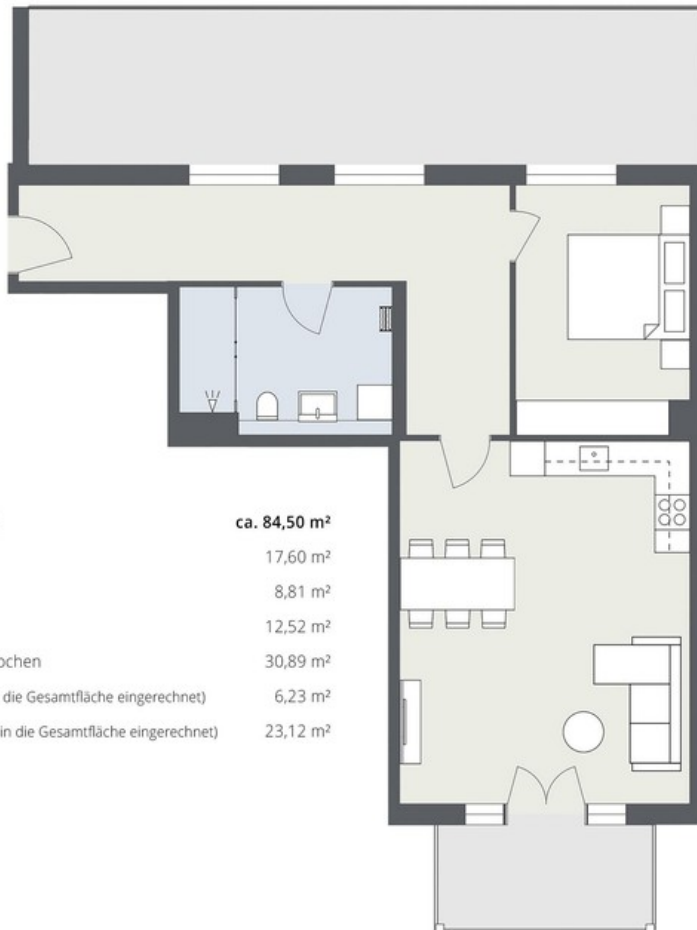 ca. 84,50 m²
17,60 m²
8,81 m²
12,52 m²
ochen 30,89 m²
die Gesamtfläche eingerechnet) 6,23 m²
in die Gesamtfläche eingerechnet) 23,12 m²